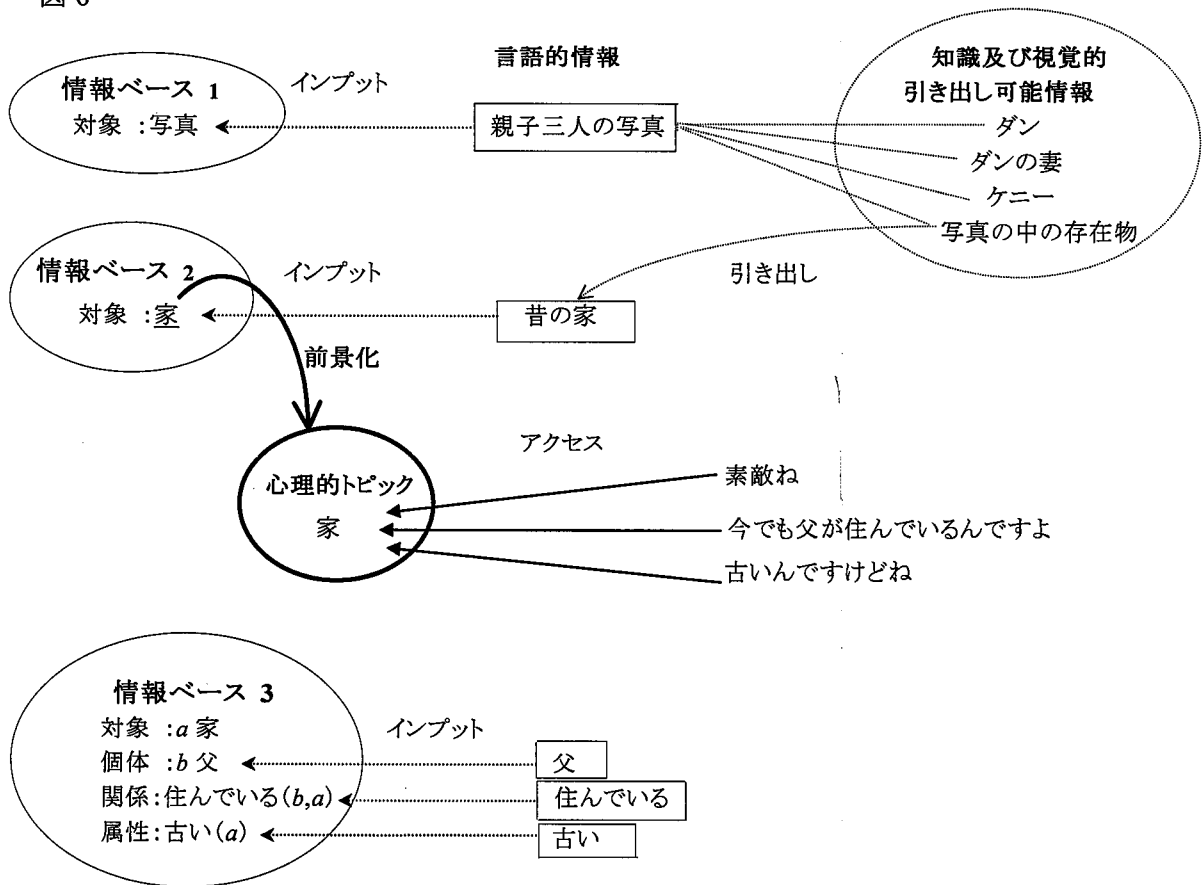 図 6
言語的情報
知識及び視覚的
引き出し可能情報
情報ベース 1
インプット
対象 :写真
親子三人の写真
ダン
ダンの妻
ケニー
写真の中の存在物
情報ベース 2
インプット
引き出し
対象 :家
昔の家
前景化
アクセス
心理的トピック
家
素敵ね
今でも父が住んでいるんですよ
古いんですけどね
情報ベース 3
対象 :a 家
インプット
個体 :b 父
父
関係:住んでいる(b,a)
住んでいる
属性:古い(a)
古い